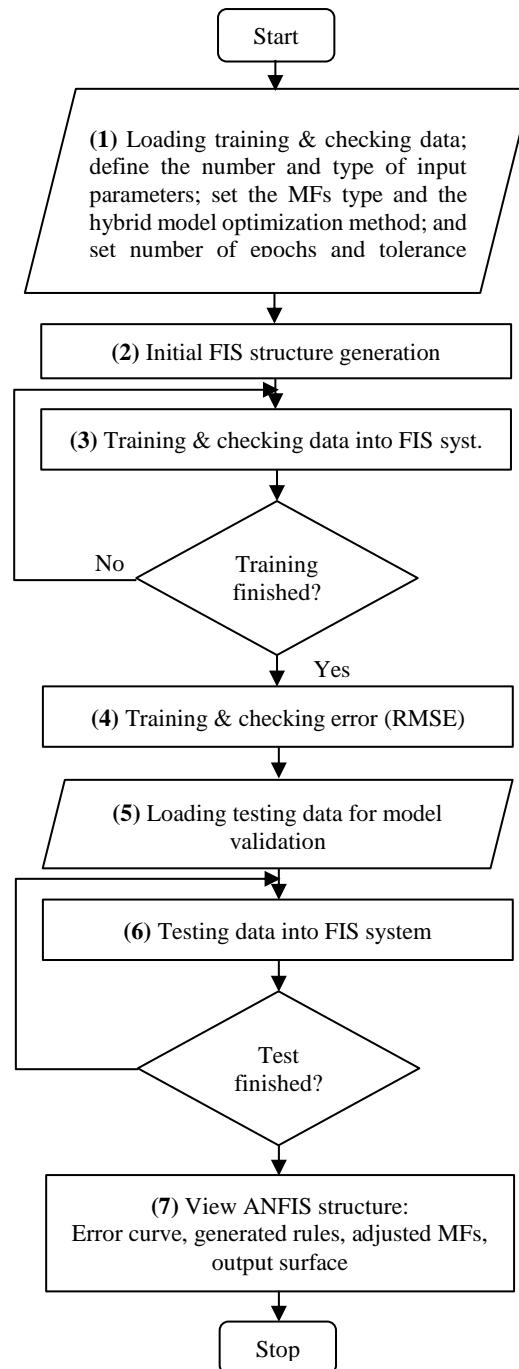 Start
(1) Loading training & checking data;
define the number and type of input
parameters; set the MFs type and the
hybrid model optimization method; and
set number of epochs and tolerance
(2) Initial FIS structure generation
(3) Training & checking data into FIS syst.
No
Training
finished?
Yes
(4) Training & checking error (RMSE)
(5) Loading testing data for model
validation
(6) Testing data into FIS system
Test
finished?
(7) View ANFIS structure:
Error curve, generated rules, adjusted MFs,
output surface
Stop